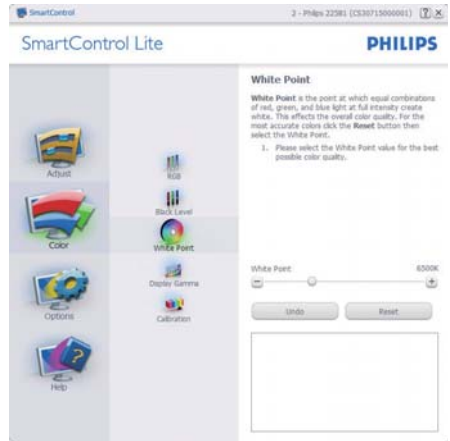 SmartControl
2 - Philips 225B1 (CS30715000001)
SmartControl Lite
PHILIPS
Adjust
Color
Options
Help
RGB
Black Level
White Point
Display Gamma
Calibration
White Point
White Point is the point at which equal combinations
of red, green, and blue light at full intensity create
white. This effects the overall color quality. For the
most accurate colors click the Reset button then
select the White Point.
1. Please select the White Point value for the best
possible color quality.
White Point 6500K
Undo Reset